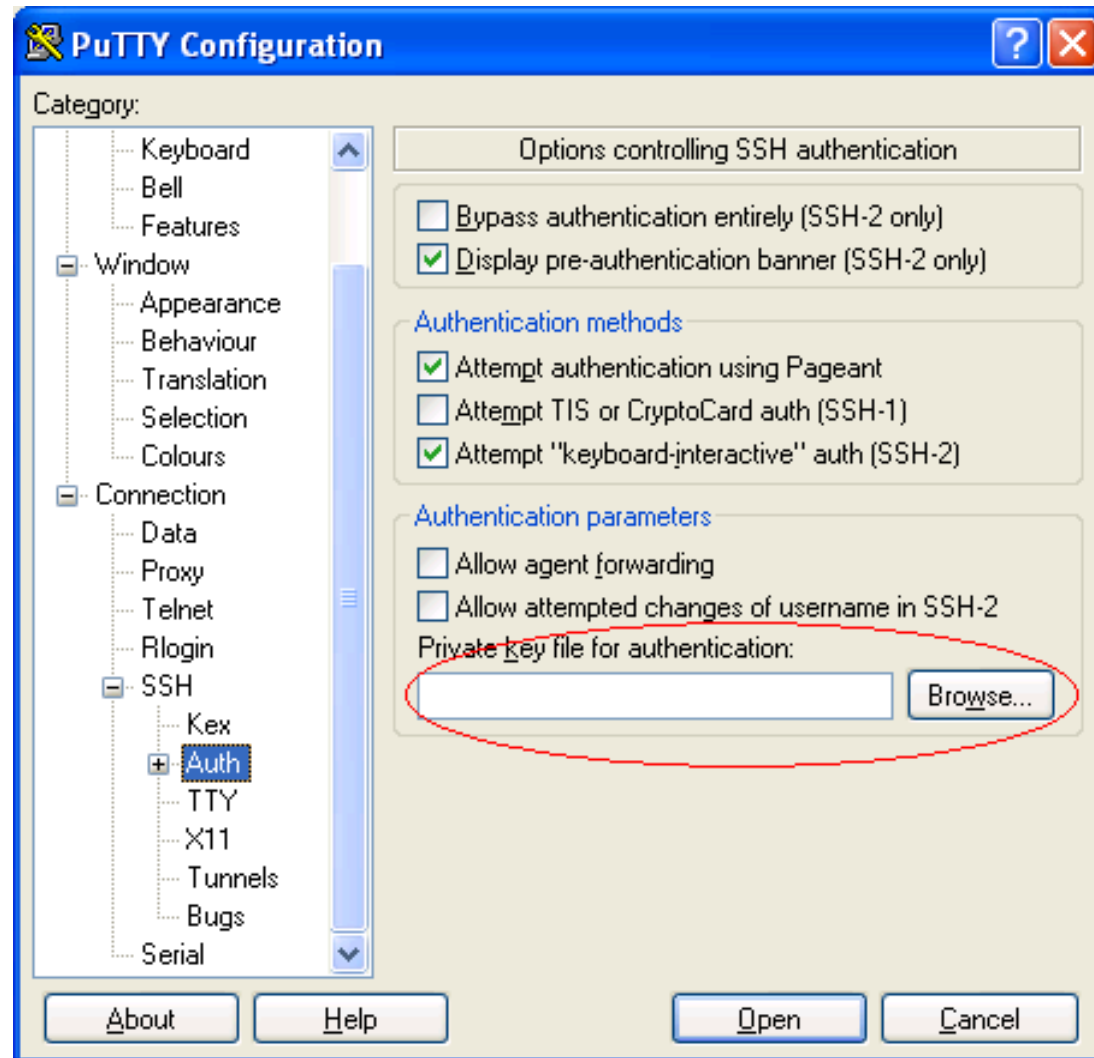 PuTTY Configuration
Category:
Keyboard
Bell
Features
Window
Appearance
Behaviour
Translation
Selection
Colours
Connection
Data
Proxy
Telnet
Rlogin
SSH
Kex
Auth
TTY
X11
Tunnels
Bugs
Serial
Options controlling SSH authentication
Bypass authentication entirely (SSH-2 only)
Display pre-authentication banner (SSH-2 only)
Authentication methods
Attempt authentication using Pageant
Attempt TIS or CryptoCard auth (SSH-1)
Attempt "keyboard-interactive" auth (SSH-2)
Authentication parameters
Allow agent forwarding
Allow attempted changes of username in SSH-2
Private key file for authentication:
Browse...
About
Help
Open
Cancel